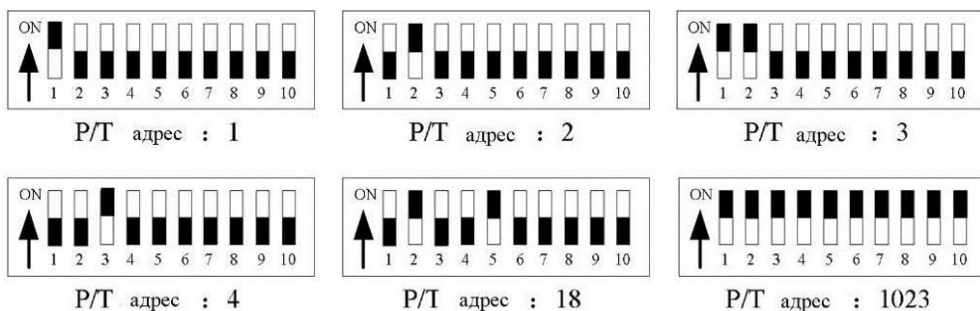 ON ON ON
1 2 3 4 5 6 7 8 9 10 1 2 3 4 5 6 7 8 9 10 1 2 3 4 5 6 7 8 9 10
P/T адрес : 1 P/T адрес : 2 P/T адрес : 3
ON ON ON
1 2 3 4 5 6 7 8 9 10 1 2 3 4 5 6 7 8 9 10 1 2 3 4 5 6 7 8 9 10
P/T адрес : 4 P/T адрес : 18 P/T адрес : 1023